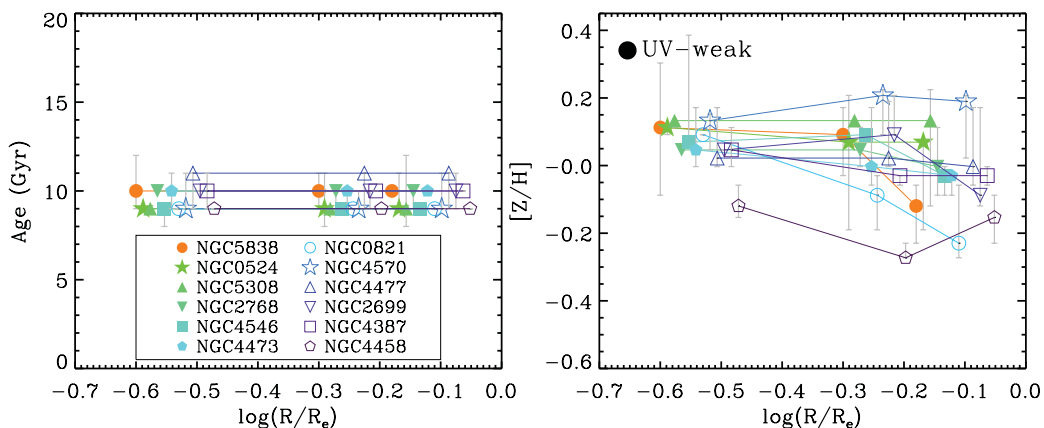 20
15
10
5
0
Age (Gyr)
NGC5838 NGC0821
NGC0524 NGC4570
NGC5308 NGC4477
NGC2768 NGC2699
NGC4546 NGC4387
NGC4473 NGC4458
-0.7 -0.6 -0.5 -0.4 -0.3 -0.2 -0.1 0.0
log(R/Re)
0.4
0.2
-0.0
-0.2
-0.4
-0.6
[Z/H]
UV-weak
-0.7 -0.6 -0.5 -0.4 -0.3 -0.2 -0.1 0.0
log(R/Re)